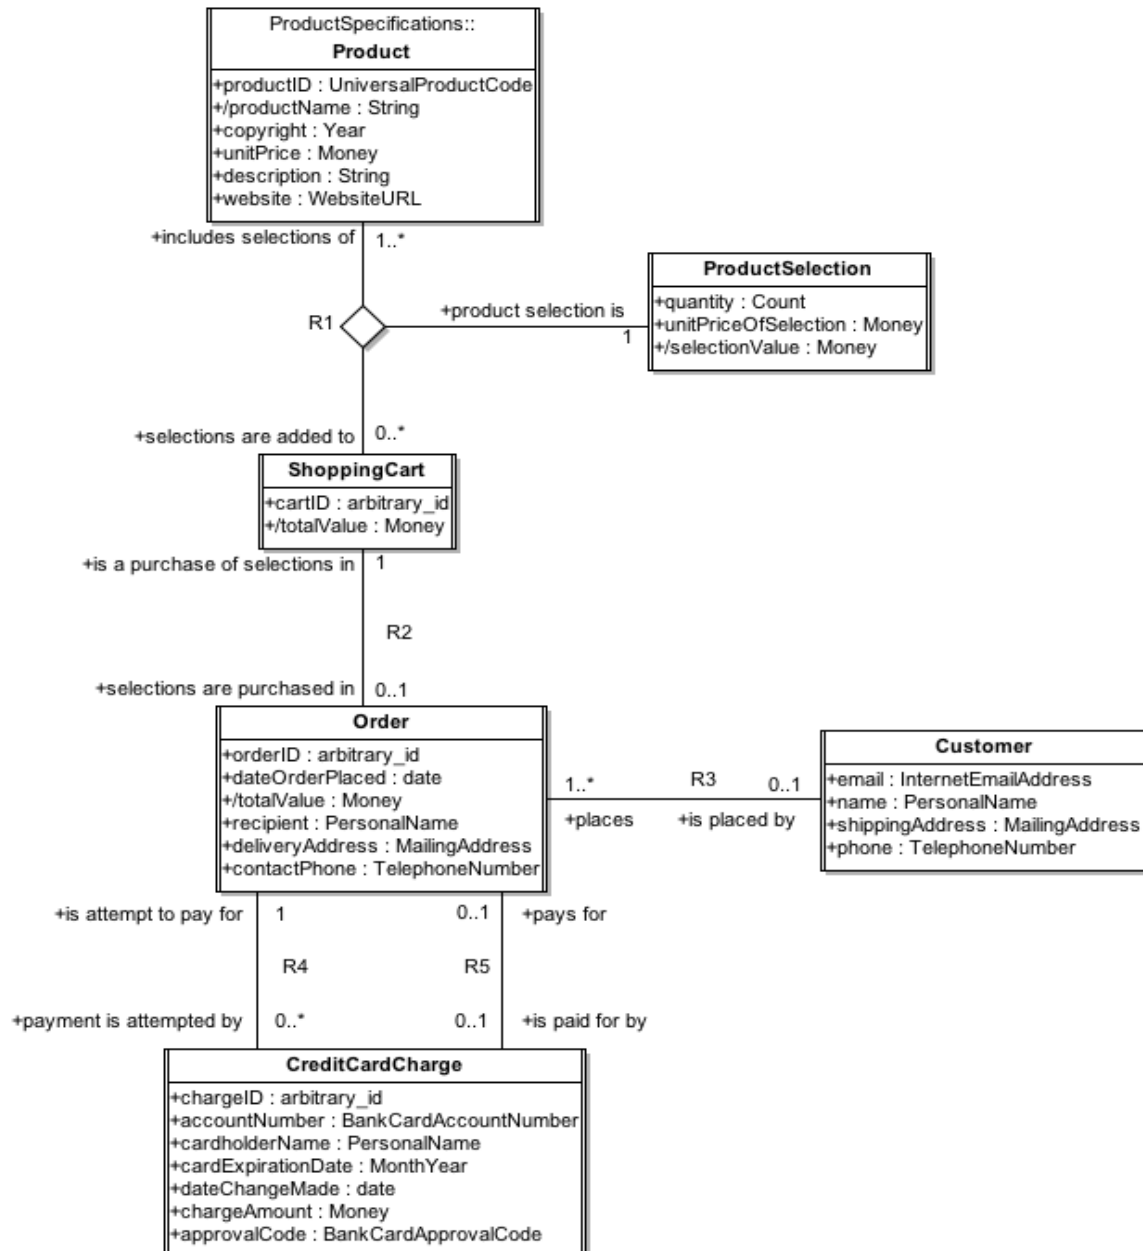 ProductSpecifications::
Product
+productID : UniversalProductCode
+/productName : String
+copyright : Year
+unitPrice : Money
+description : String
+website : WebsiteURL
+includes selections of
1..*
ProductSelection
+quantity : Count
+unitPriceOfSelection : Money
+/selectionValue : Money
R1
+product selection is
1
+selections are added to
0..*
ShoppingCart
+cartID : arbitrary_id
+/totalValue : Money
+is a purchase of selections in
1
R2
+selections are purchased in
0..1
Order
+orderID : arbitrary_id
+dateOrderPlaced : date
+/totalValue : Money
+recipient : PersonalName
+deliveryAddress : MailingAddress
+contactPhone : TelephoneNumber
1..*
R3
0..1
+places
+is placed by
Customer
+email : InternetEmailAddress
+name : PersonalName
+shippingAddress : MailingAddress
+phone : TelephoneNumber
+is attempt to pay for
1
0..1
+pays for
R4
R5
+payment is attempted by
0..*
0..1
+is paid for by
CreditCardCharge
+chargeID : arbitrary_id
+accountNumber : BankCardAccountNumber
+cardholderName : PersonalName
+cardExpirationDate : MonthYear
+dateChangeMade : date
+chargeAmount : Money
+approvalCode : BankCardApprovalCode